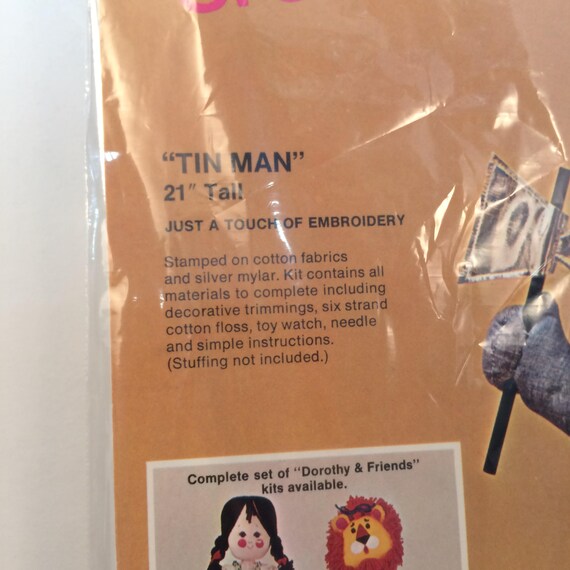 "TIN MAN"
21" Tall
JUST A TOUCH OF EMBROIDERY
Stamped on cotton fabrics
and silver mylar. Kit contains all
materials to complete including
decorative trimmings, six strand
cotton floss, toy watch, needle
and simple instructions.
(Stuffing not included.)
Complete set of "Dorothy & Friends"
kits available.